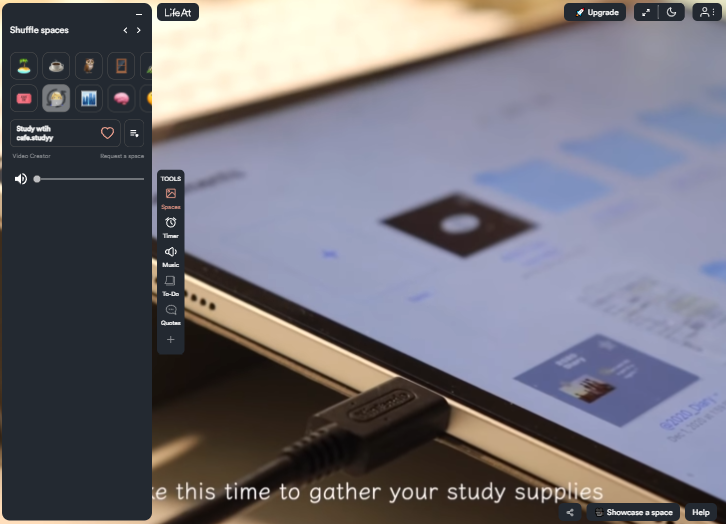 Shuffle spaces
Study wtih
cafe.studyy
Video Creator
Request a space
LifeAt
Upgrade
TOOLS
Spaces
Timer
Music
To-Do
Quotes
ke this time to gather your study supplies
Showcase a space
Help